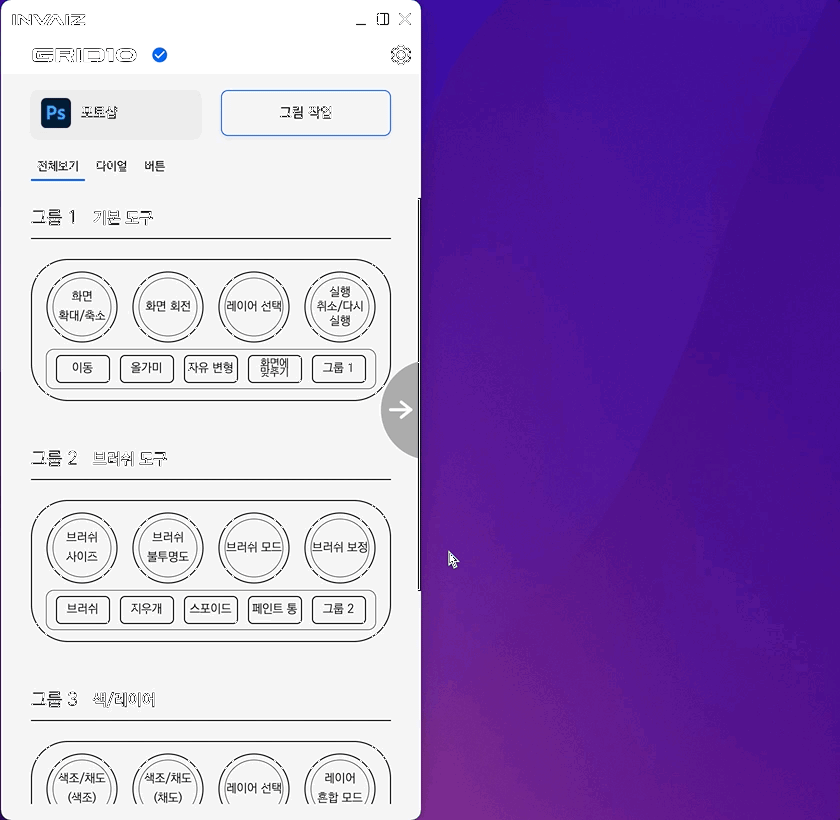 INVAIZ
GRID10
Ps 포토샵
그림 작업
전체보기 다이얼 버튼
그룹 1 기본 도구
화면
확대/축소
화면 회전
레이어 선택
실행
취소/다시
실행
이동
올가미
자유 변형
화면에
맞추기
그룹 1
그룹 2 브러쉬 도구
브러쉬
사이즈
브러쉬
불투명도
브러쉬 모드
브러쉬 보정
브러쉬
지우개
스포이드
페인트 통
그룹 2
그룹 3 색/레이어
색조/채도
(색조)
색조/채도
(채도)
레이어 선택
레이어
혼합 모드